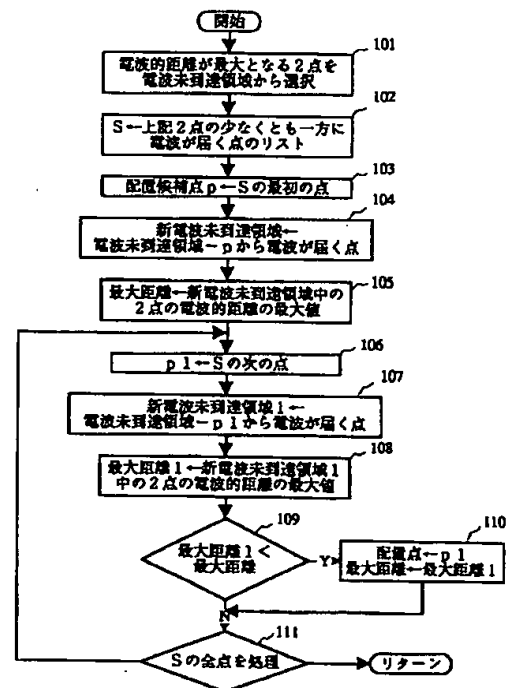 開始
101
電波的距離が最大となる2点を
電波未到達領域から選択
102
S←上記2点の少なくとも一方に
電波が届く点のリスト
103
配置候補点p←Sの最初の点
104
新電波未到達領域←
電波未到達領域−pから電波が届く点
105
最大距離←新電波未到達領域中の
2点の電波的距離の最大値
106
p1←Sの次の点
107
新電波未到達領域1←
電波未到達領域−p1から電波が届く点
108
最大距離1←新電波未到達領域1
中の2点の電波的距離の最大値
109
最大距離1<
最大距離
Y
110
配置点←p1
最大距離←最大距離1
N
111
Sの全点を処理
リターン